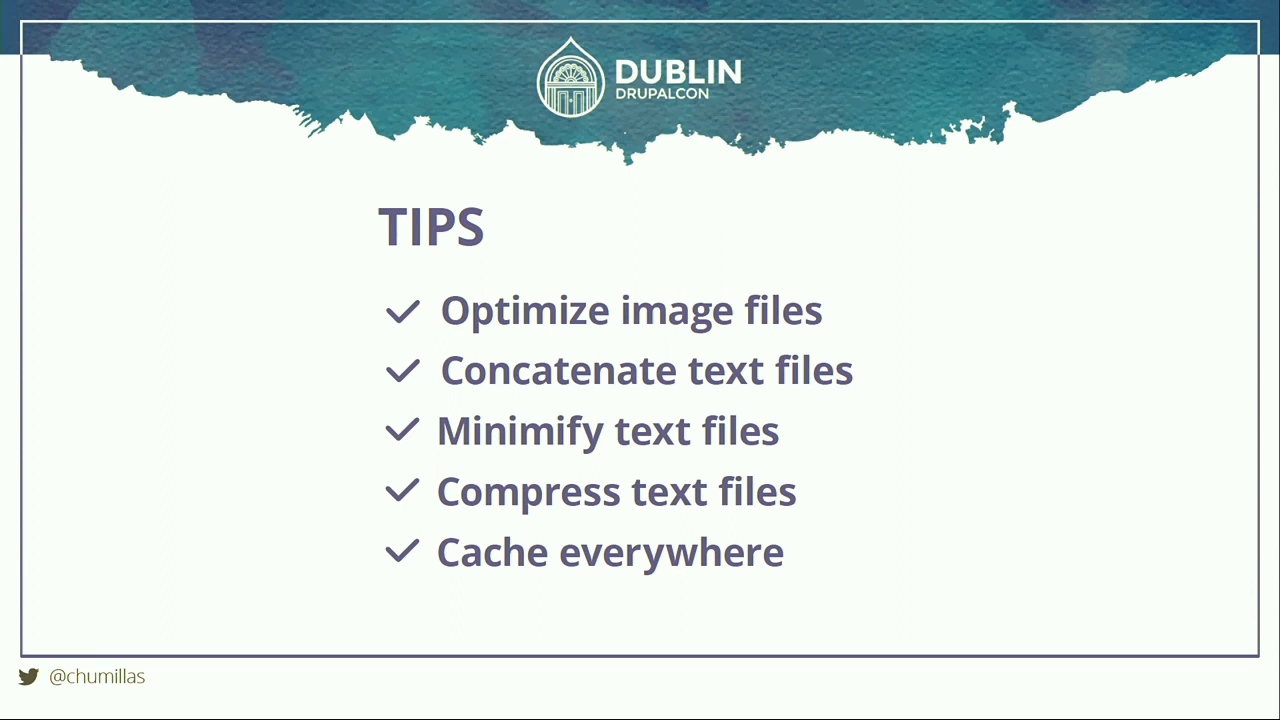 DUBLIN
DRUPALCON
TIPS
Optimize image files
Concatenate text files
Minimify text files
Compress text files
Cache everywhere
@chumillas